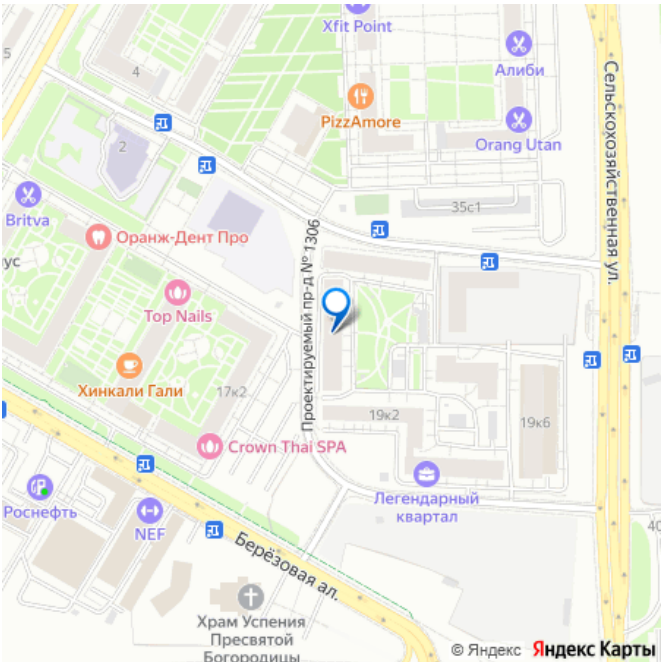 Xfit Point
Алиби
5
4
PizzAmore
Orang Utan
2
Сельскохозяйственная ул.
Britva
35с1
Оранж-Дент Про
ус
Проектируемый пр-д № 1306
Top Nails
Хинкали Гали
17к2
19к2
19к6
Crown Thai SPA
Роснефть
NEF
Легендарный
квартал
40
Берёзовая ал.
Храм Успения
Пресвятой
Богородицы
© Яндекс Яндекс Карты